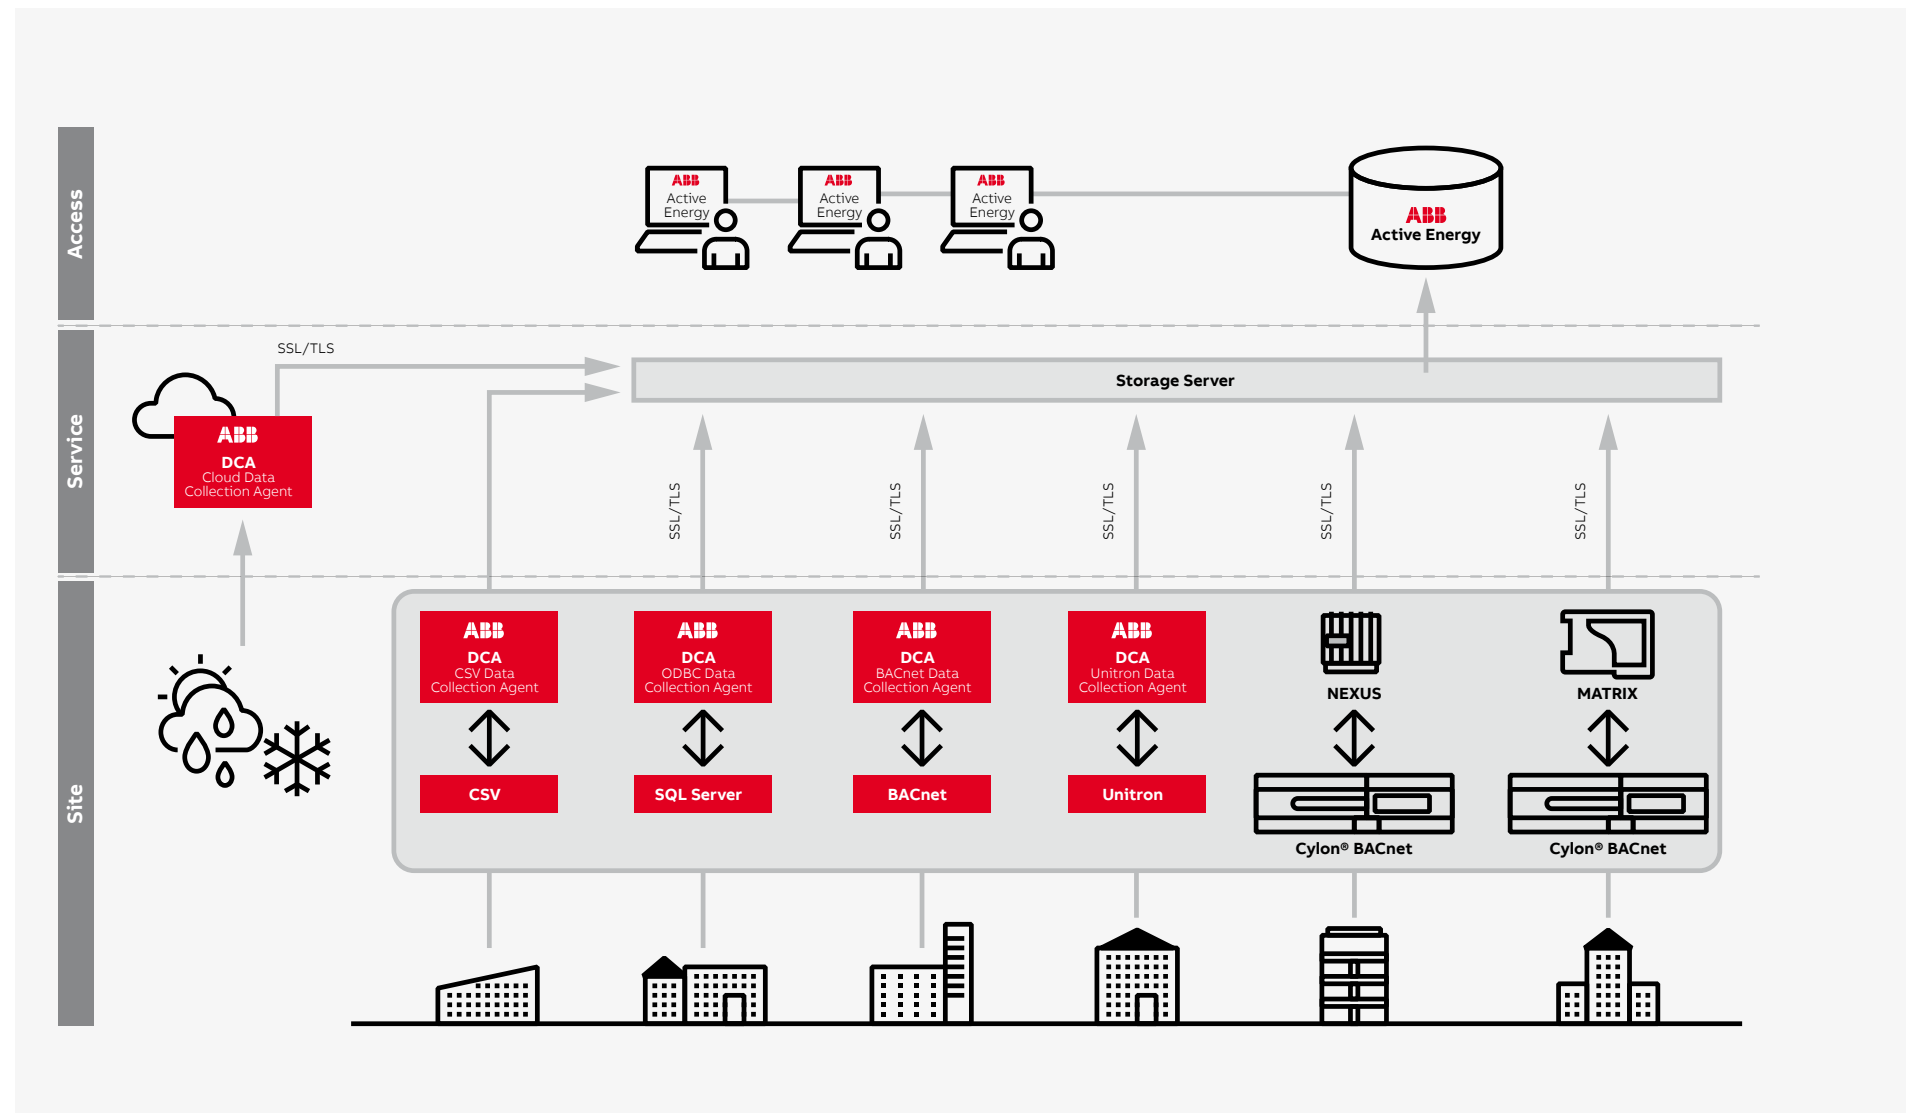 Access
ABB
Active
Energy
ABB
Active
Energy
ABB
Active
Energy
ABB
Active Energy
Service
SSL/TLS
Storage Server
ABB
DCA
Cloud Data
Collection Agent
SSL/TLS
SSL/TLS
SSL/TLS
SSL/TLS
SSL/TLS
Site
ABB
DCA
CSV Data
Collection Agent
ABB
DCA
ODBC Data
Collection Agent
ABB
DCA
BACnet Data
Collection Agent
ABB
DCA
Unitron Data
Collection Agent
NEXUS
MATRIX
CSV
SQL Server
BACnet
Unitron
Cylon® BACnet
Cylon® BACnet